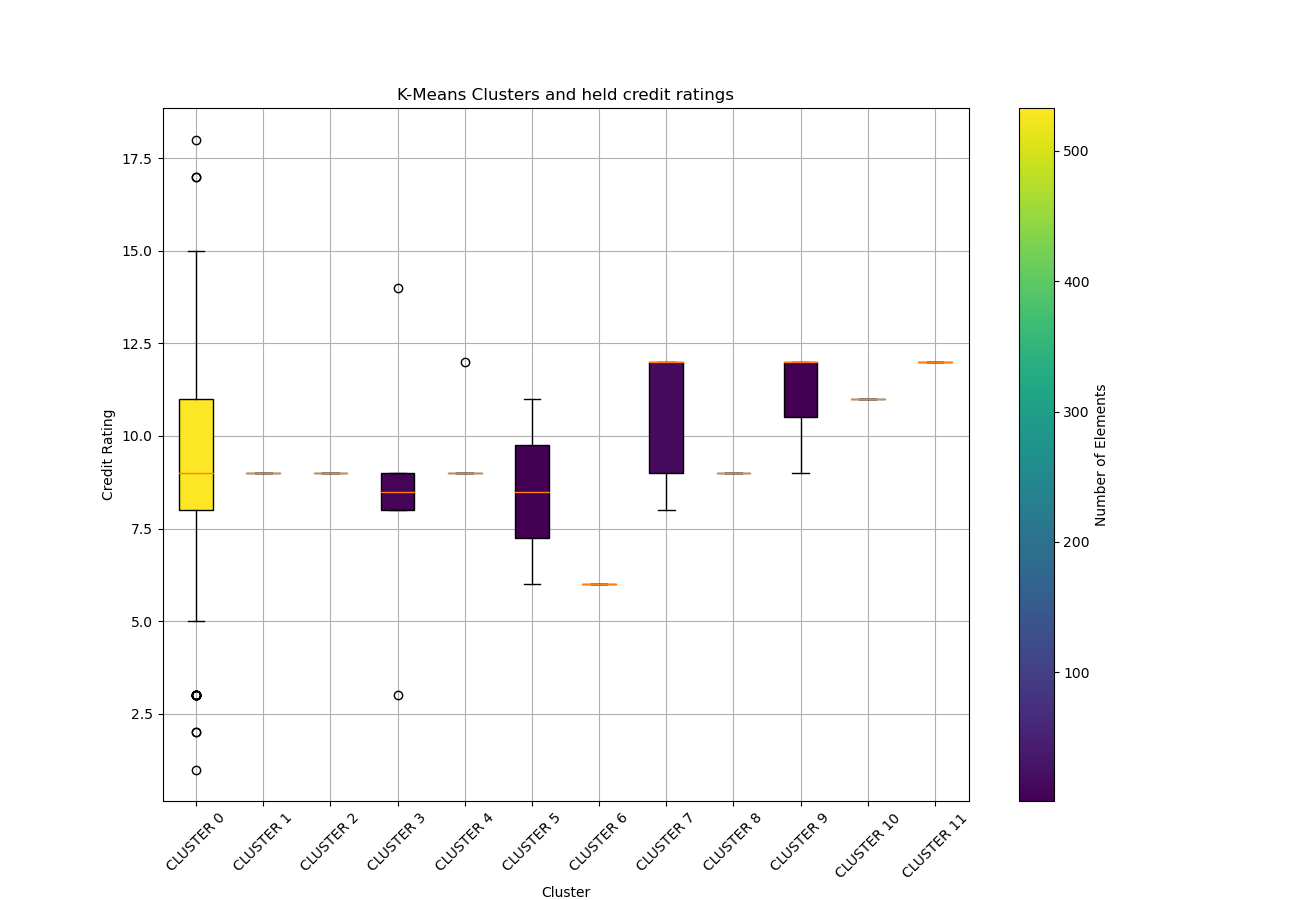 K-Means Clusters and held credit ratings
17.5
15.0
12.5
10.0
7.5
5.0
2.5
Credit Rating
CLUSTER 0
CLUSTER 1
CLUSTER 2
CLUSTER 3
CLUSTER 4
CLUSTER 5
CLUSTER 6
CLUSTER 7
CLUSTER 8
CLUSTER 9
CLUSTER 10
CLUSTER 11
Cluster
500
400
300
200
100
Number of Elements